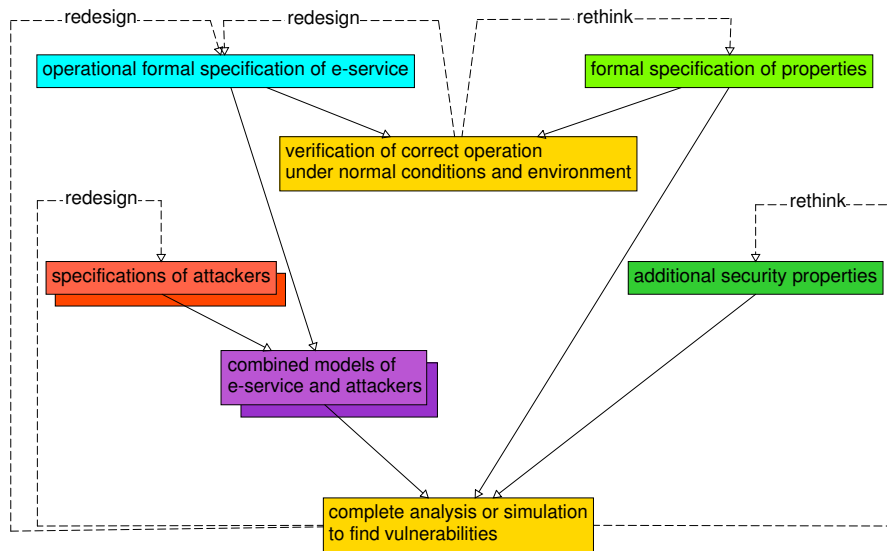 redesign
redesign
rethink
operational formal specification of e-service
formal specification of properties
verification of correct operation
under normal conditions and environment
redesign
rethink
specifications of attackers
additional security properties
combined models of
e-service and attackers
complete analysis or simulation
to find vulnerabilities